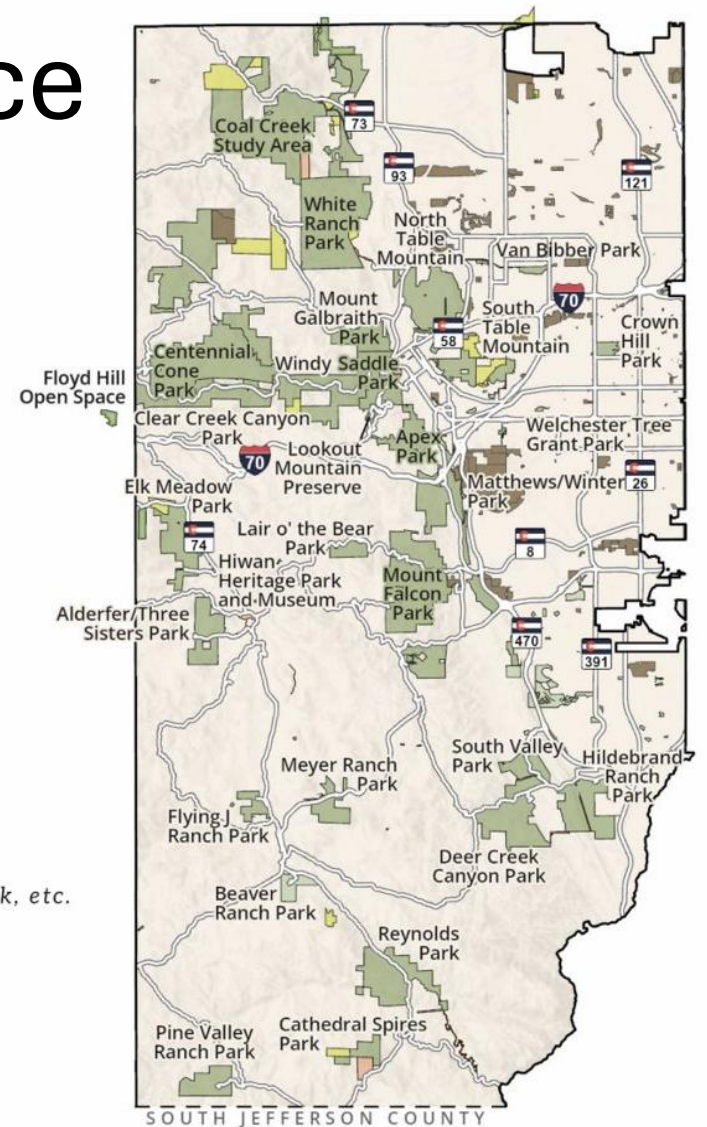 ce
73
Coal Creek
Study Area
93
121
White
Ranch
Park
North
Table
Mountain
Van Bibber Park
70
Mount
Galbraith
Park
58
South
Table
Mountain
Crown
Hill
Park
Centennial
Cone
Park
Windy Saddle
Park
Floyd Hill
Open Space
Clear Creek Canyon
Park
Apex
Park
Welchester Tree
Grant Park
70
Lookout
Mountain
Preserve
26
Matthews/Winter
Park
Elk Meadow
Park
74
Lair o' the Bear
Park
8
Hiwan
Heritage Park
and Museum
Mount
Falcon
Park
Alderfer/Three
Sisters Park
470
391
South Valley
Park
Hildebrand
Ranch
Park
Meyer Ranch
Park
Flying J
Ranch Park
Deer Creek
Canyon Park
k, etc.
Beaver
Ranch Park
Reynolds
Park
Cathedral Spires
Park
Pine Valley
Ranch Park
SOUTH JEFFERSON COUNTY